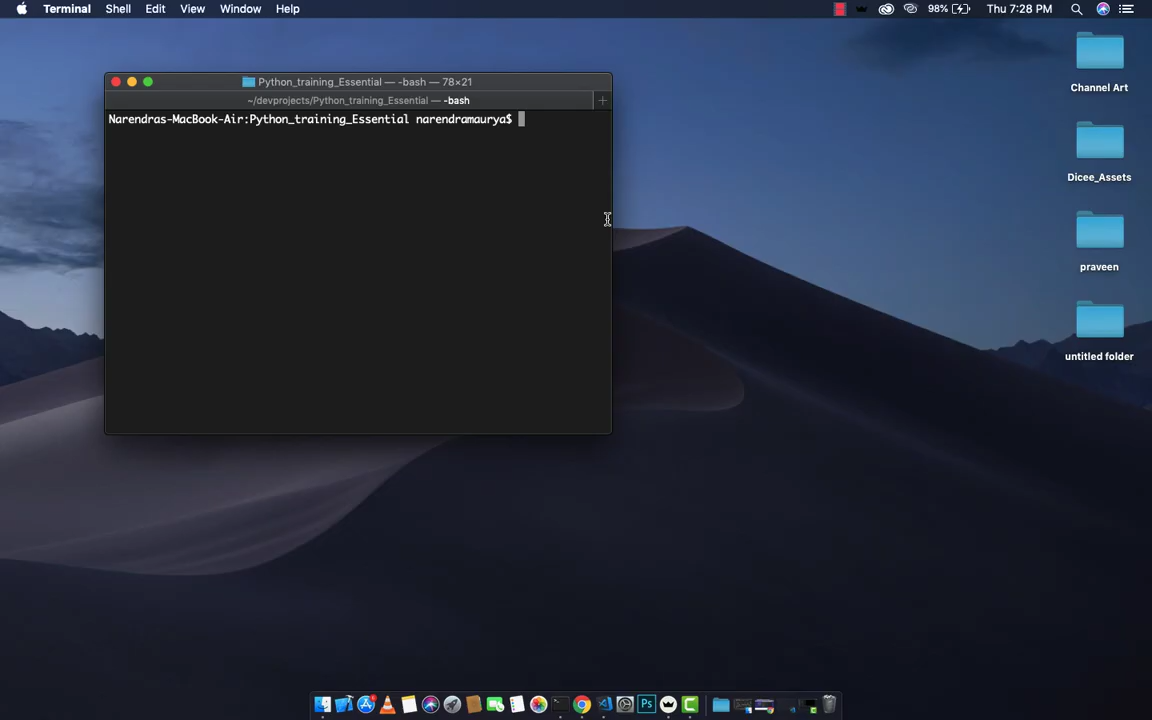 Terminal Shell Edit View Window Help 98% Thu 7:28 PM
Python_training_Essential — -bash — 78×21
~/devprojects/Python_training_Essential — -bash
Narendras-MacBook-Air:Python_training_Essential narendramaurya$
Channel Art
Dicee_Assets
praveen
untitled folder
Ps